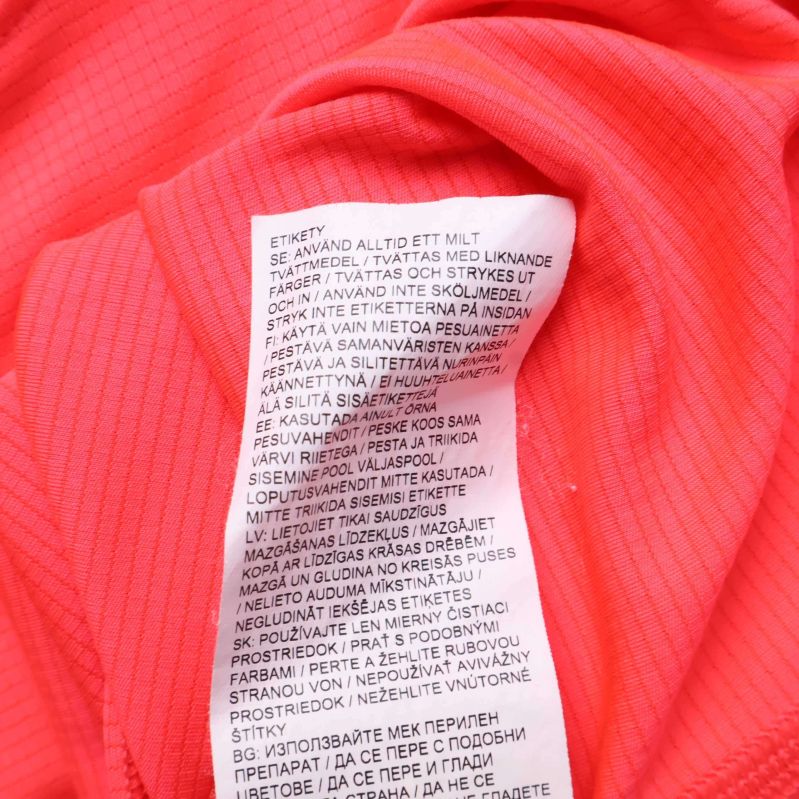 ETIKETY
SE: ANVÄND ALLTID ETT MILT
TVÄTTMEDEL / TVÄTTAS MED LIKNANDE
FÄRGER / TVÄTTAS OCH STRYKES UT
OCH IN / ANVÄND INTE SKÖLJMEDEL /
STRYK INTE ETIKETTERNA PÅ INSIDAN
FI: KÄYTÄ VAIN MIETOA PESUAINETTA
/ PESTÄVÄ SAMANVÄRISTEN KANSSA /
PESTÄVÄ JA SILITETTÄVÄ NURINPÄIN
KÄÄNNETTYNÄ / EI HUUHTELUAINETTA /
ÄLÄ SILITÄ SISÄETIKETTEJÄ
EE: KASUTADA AINULT ÕRNA
PESUVAHENDIT / PESKE KOOS SAMA
VÄRVI RIIETEGA / PESTA JA TRIIKIDA
SISEMINE POOL VÄLJASPOOL /
LOPUTUSVAHENDIT MITTE KASUTADA /
MITTE TRIIKIDA SISEMISI ETIKETTE
LV: LIETOJIET TIKAI SAUDZĪGUS
MAZGĀŠANAS LĪDZEKĻUS / MAZGĀJIET
KOPĀ AR LĪDZĪGAS KRĀSAS DRĒBĒM /
MAZGĀ UN GLUDINA NO KREISĀS PUSES
/ NELIETO AUDUMA MĪKSTINĀTĀJU /
NEGLUDINĀT IEKŠĒJAS ETIĶETES
SK: POUŽÍVAJTE LEN MIERNY ČISTIACI
PROSTRIEDOK / PRAŤ S PODOBNÝMI
FARBAMI / PERTE A ŽEHLITE RUBOVOU
STRANOU VON / NEPOUŽÍVAŤ AVIVÁŽNY
PROSTRIEDOK / NEŽEHLITE VNÚTORNÉ
ŠTÍTKY
BG: ИЗПОЛЗВАЙТЕ МЕК ПЕРИЛЕН
ПРЕПАРАТ / ДА СЕ ПЕРЕ С ПОДОБНИ
ЦВЕТОВЕ / ДА СЕ ПЕРЕ И ГЛАДИ
СТРАНА / ДА НЕ СЕ
ГЛАДЕТЕ